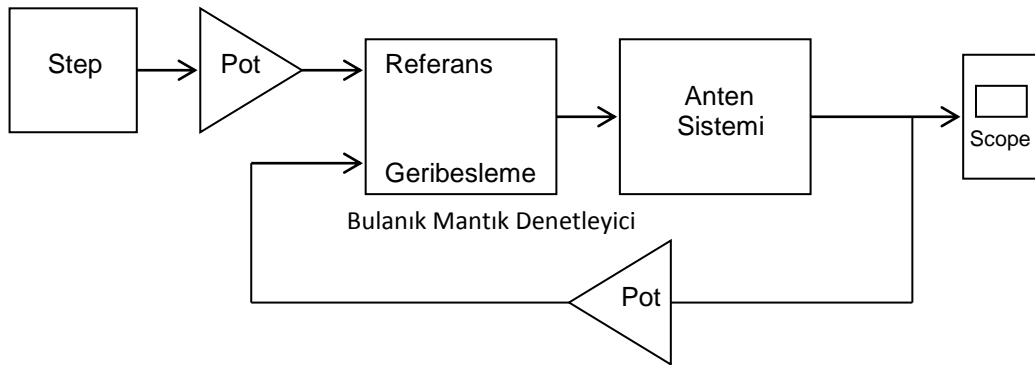 Step
Pot
Referans
Geribesleme
Anten
Sistemi
Scope
Bulanık Mantık Denetleyici
Pot